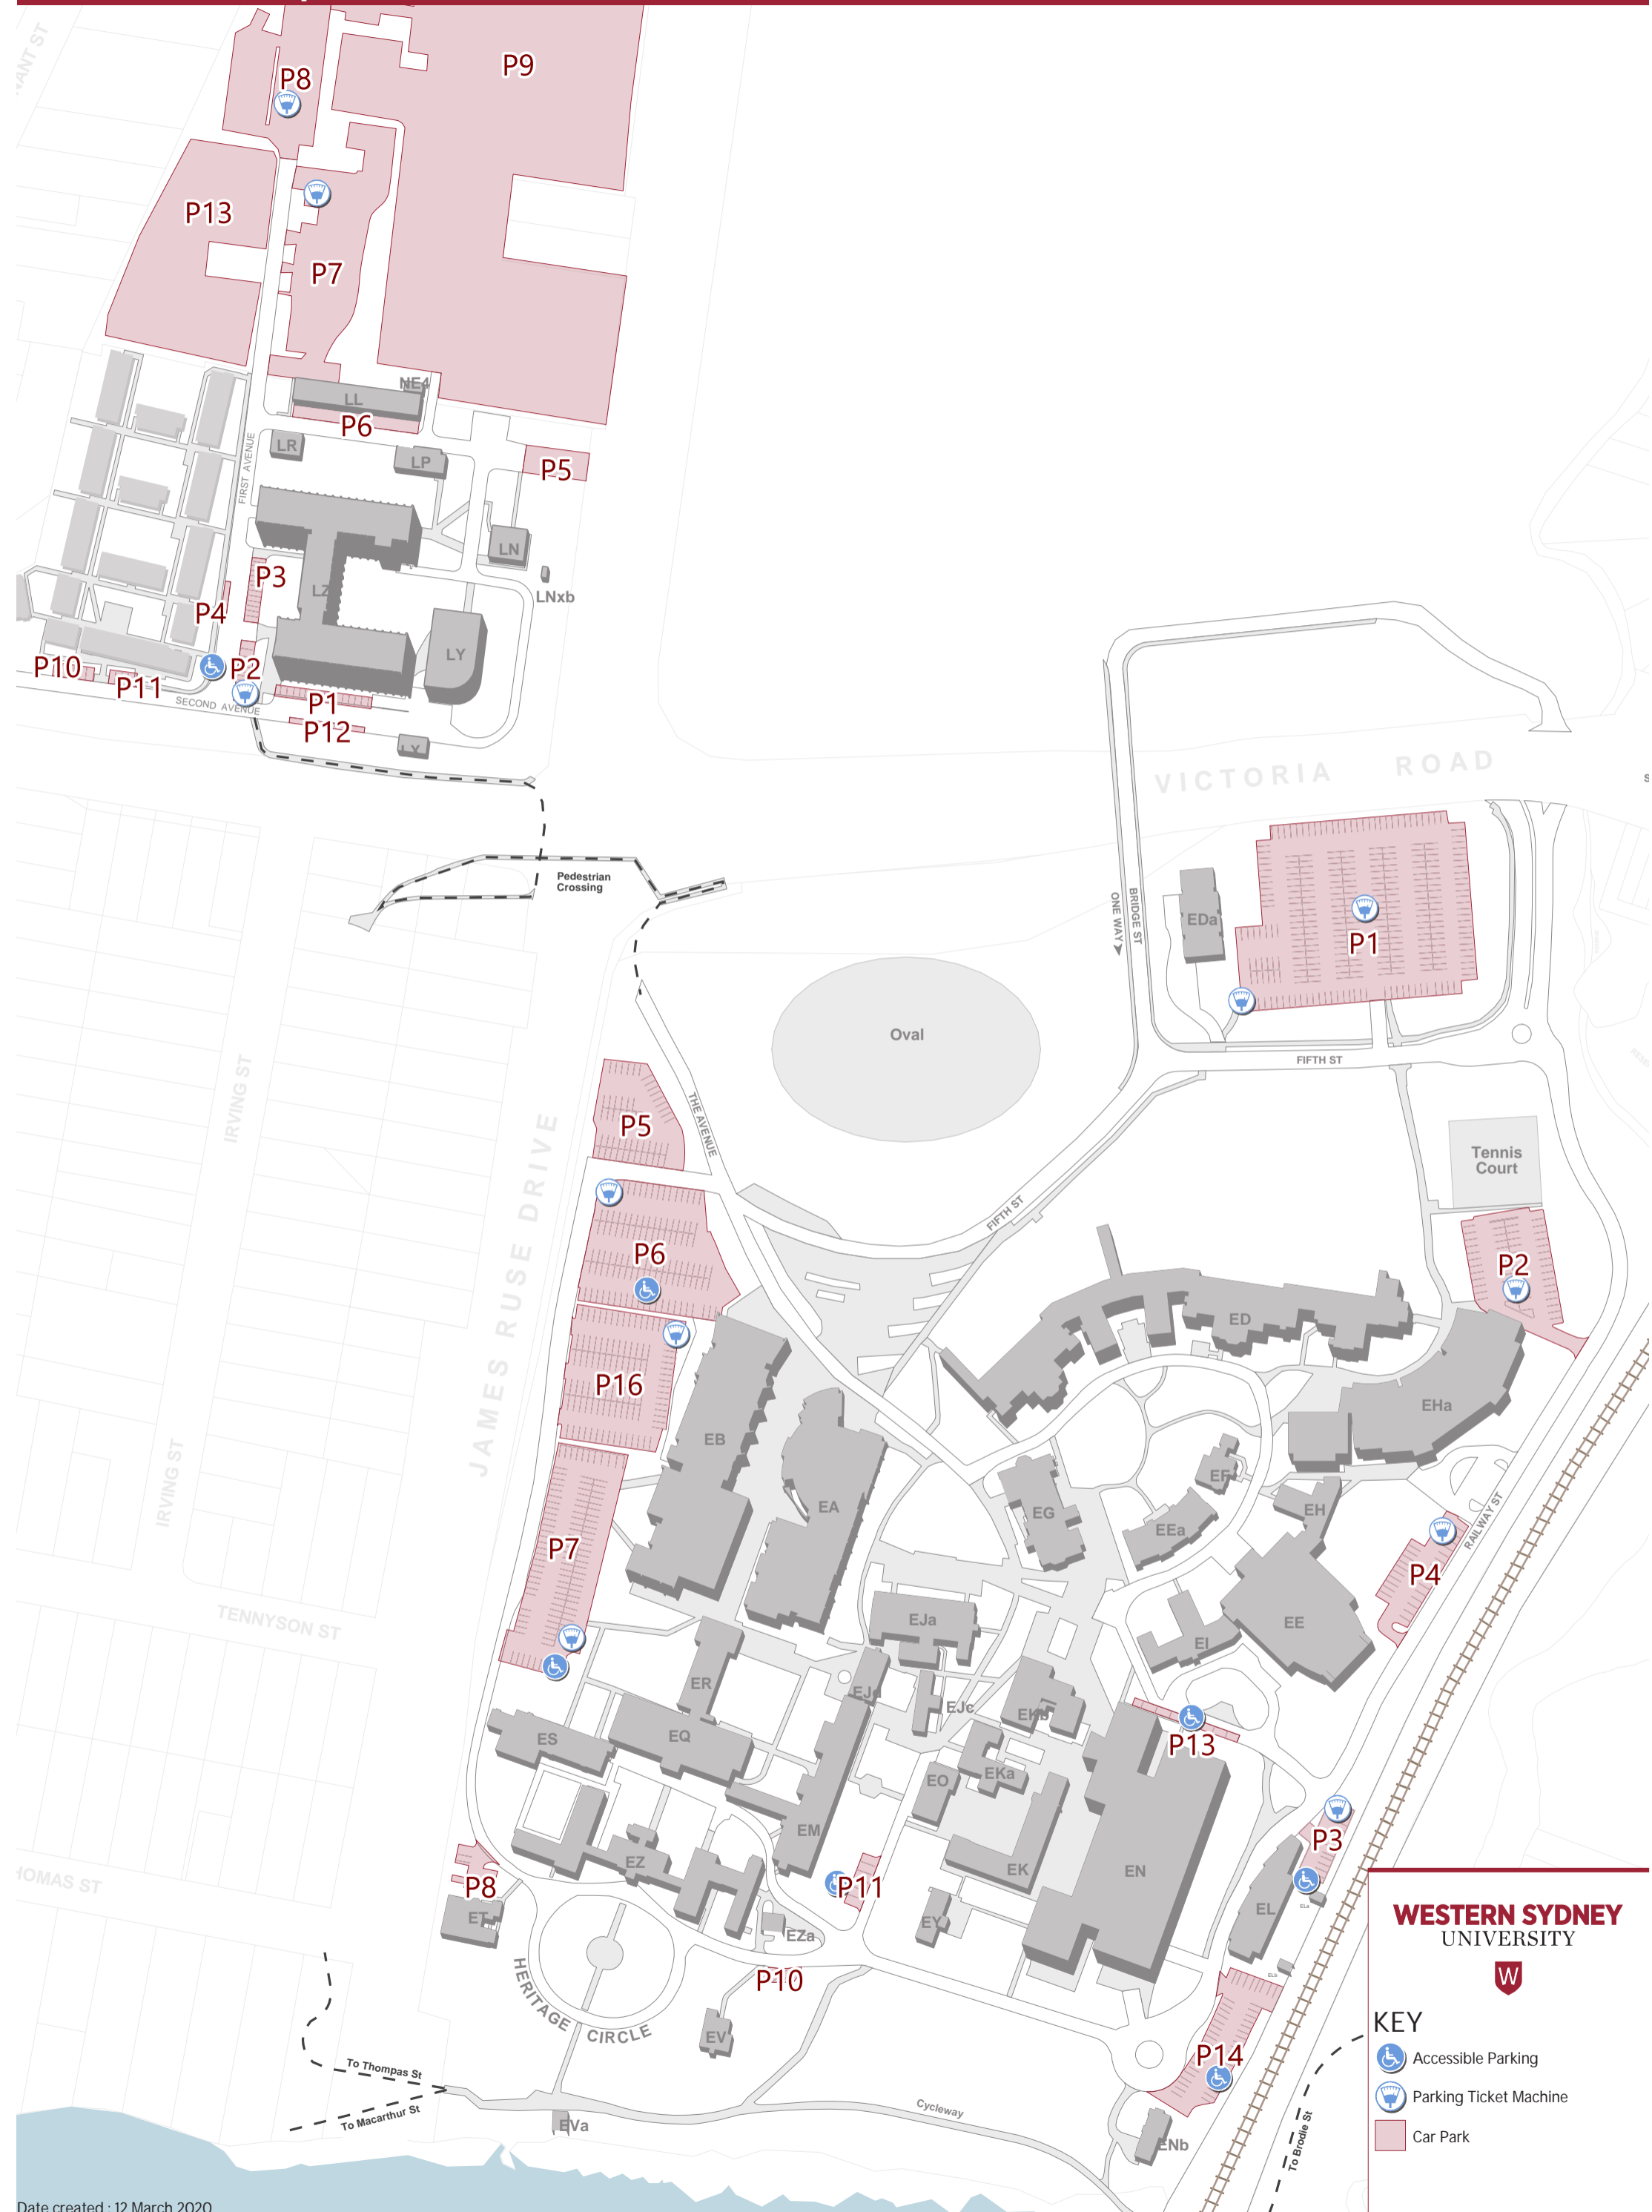 P9
P8
P13
P7
NE4
LL
P6
LR
LP
P5
FIRST AVENUE
LN
P3
LZ
LNxb
P4
LY
P10
P11
P2
P1
SECOND AVENUE
P12
LX
VICTORIA ROAD
Pedestrian
Crossing
ONE WAY
BRIDGE ST
EDa
P1
Oval
FIFTH ST
IRVING ST
THE AVENUE
P5
JAMES RUSE DRIVE
Tennis
Court
FIFTH ST
P6
P2
ED
P16
EHa
EB
IRVING ST
EA
EF
EG
EEa
EH
RAILWAY ST
P7
P4
TENNYSON ST
EJa
EE
EI
ER
EJc
EKb
ES
EQ
P13
EKa
EO
EM
P3
EZ
EK
EN
P8
P11
EL
ELa
ET
EY
EZa
P10
ELb
HERITAGE CIRCLE
EV
P14
To Thompas St
To Macarthur St
Cycleway
EVa
ENb
To Brodie St
WESTERN SYDNEY
UNIVERSITY
W
KEY
Accessible Parking
Parking Ticket Machine
Car Park
Date created : 12 March 2020